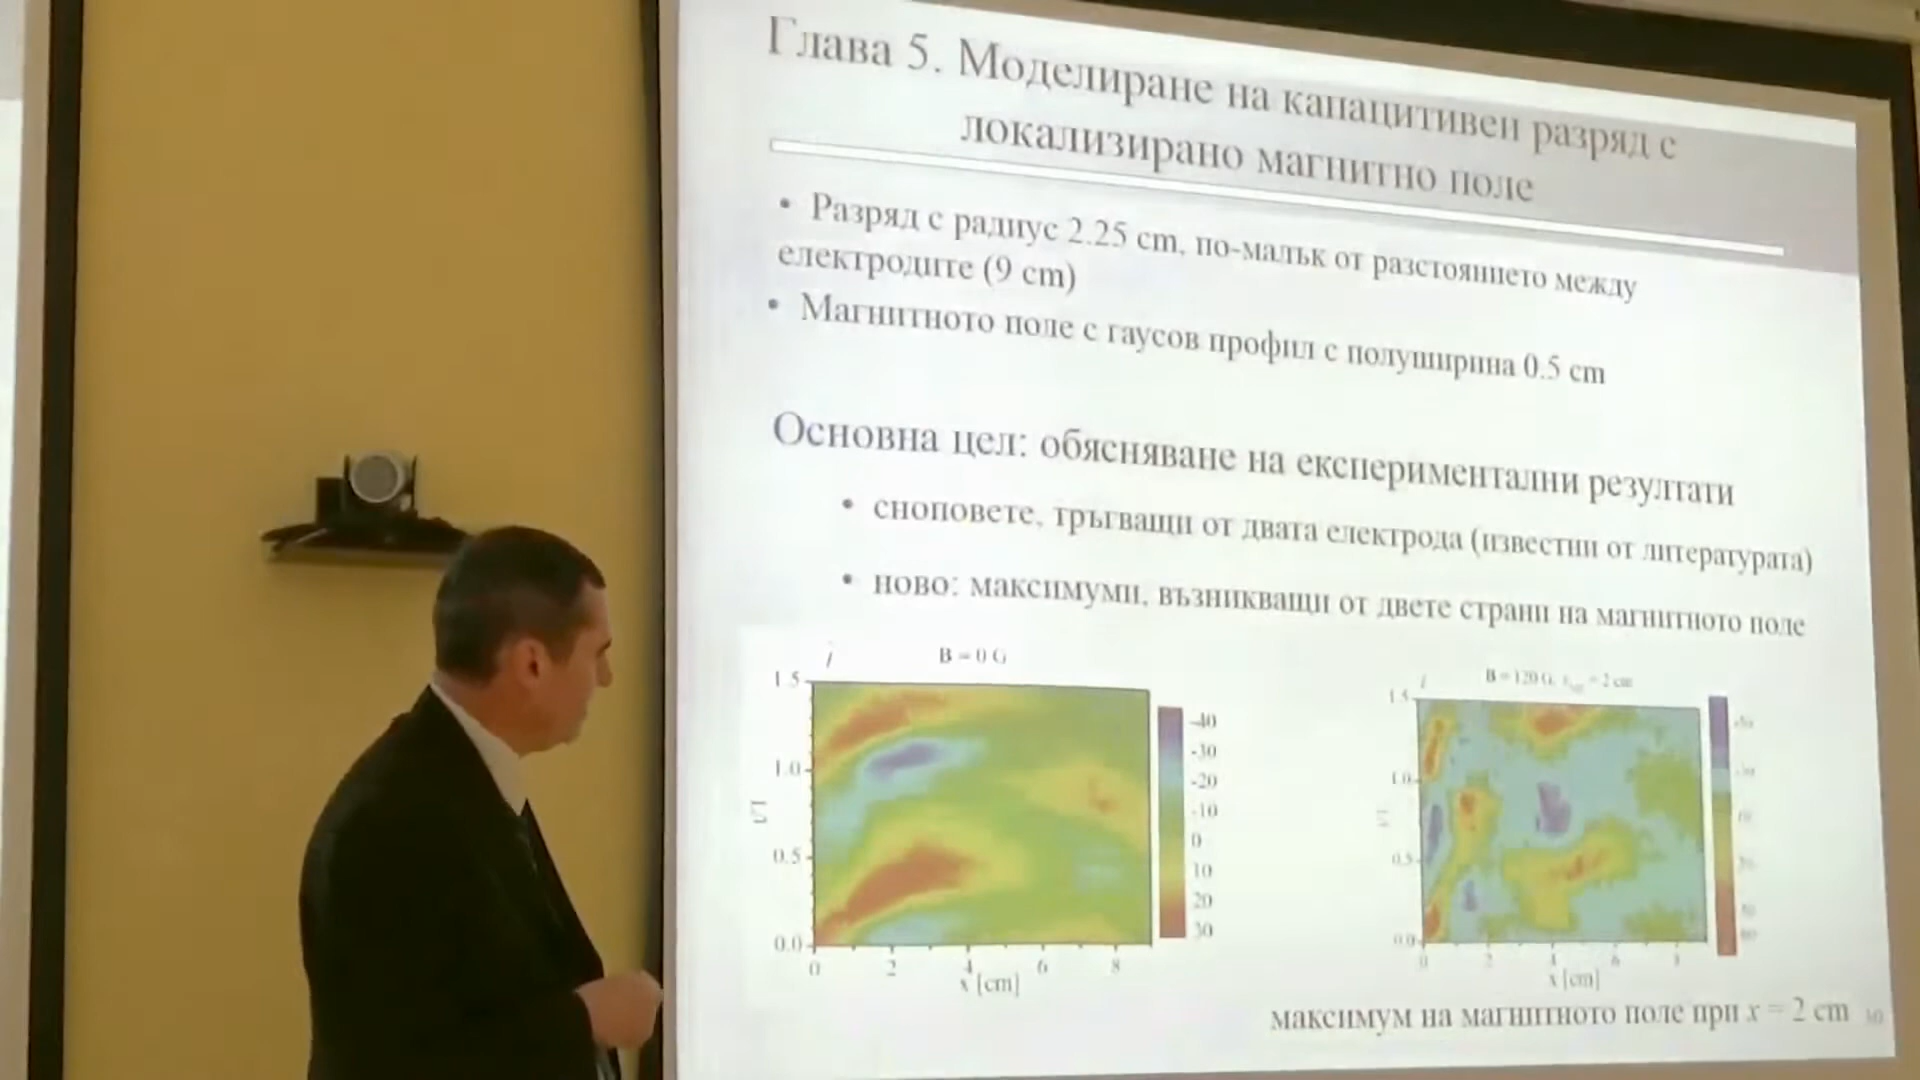 Глава 5. Моделиране на капацитивен разряд с
локализирано магнитно поле
• Разряд с радиус 2.25 cm, по-малък от разстоянието между
електродите (9 cm)
• Магнитното поле с гаусов профил с полуширина 0.5 cm
Основна цел: обясняване на експериментални резултати
• сноповете, тръгващи от двата електрода (известни от литературата)
• ново: максимуми, възникващи от двете страни на магнитното поле
B = 0 G
1.5
1.0
0.5
0.0
0 2 4 6 8
x [cm]
-40
-30
-20
-10
0
10
20
30
B = 120 G, = 2 cm
1.5
1.0
0.5
0.0
0 2 4 6 8
x [cm]
максимум на магнитното поле при x = 2 cm